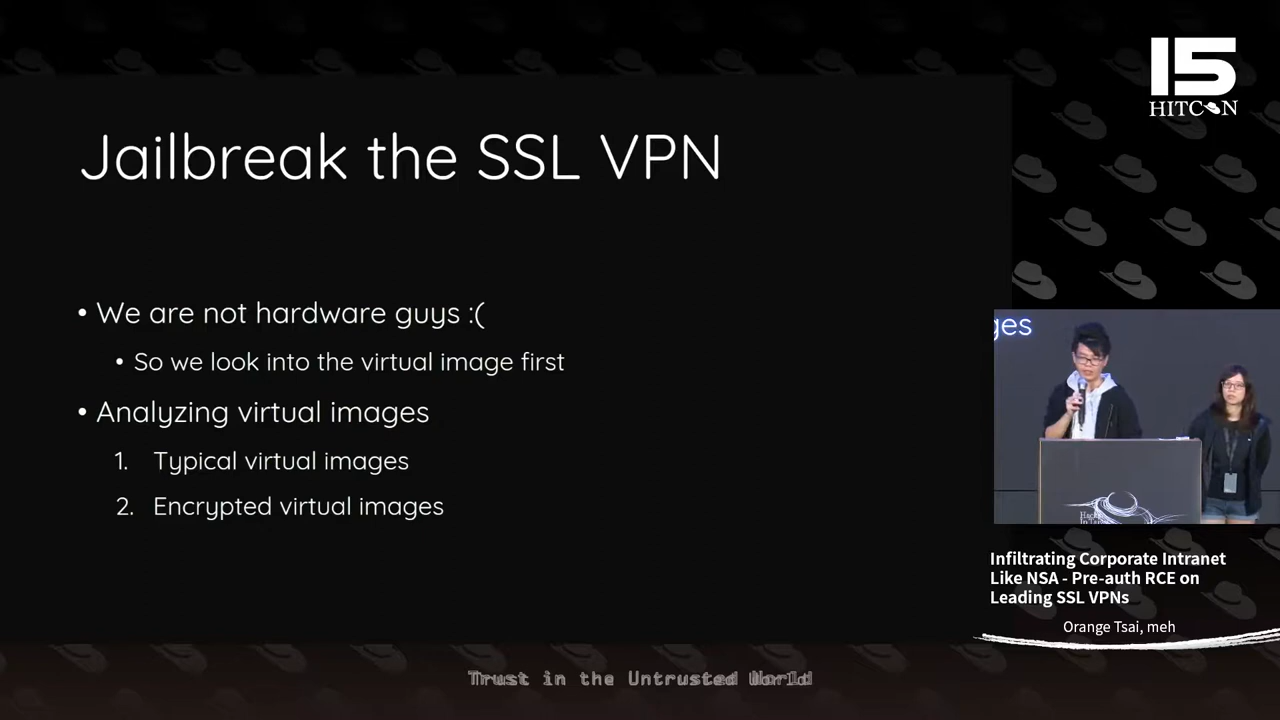 15
HITCON
Jailbreak the SSL VPN
• We are not hardware guys :(
• So we look into the virtual image first
• Analyzing virtual images
1. Typical virtual images
2. Encrypted virtual images
ges
Infiltrating Corporate Intranet
Like NSA - Pre-auth RCE on
Leading SSL VPNs
Orange Tsai, meh
Trust in the Untrusted World